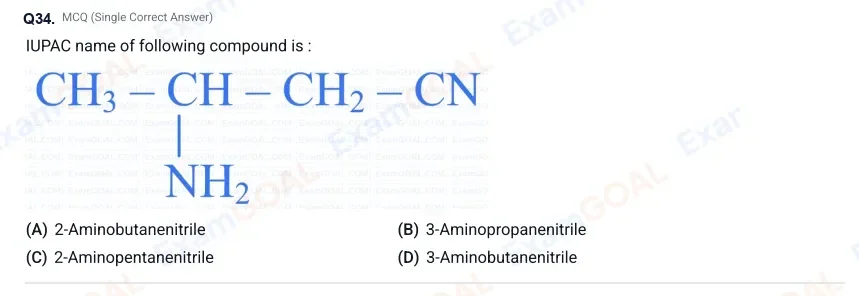 Q34. MCQ (Single Correct Answer)
IUPAC name of following compound is :
CH₃ – CH – CH₂ – CN
|
NH₂
(A) 2-Aminobutanenitrile
(B) 3-Aminopropanenitrile
(C) 2-Aminopentanenitrile
(D) 3-Aminobutanenitrile
ExamGOAL